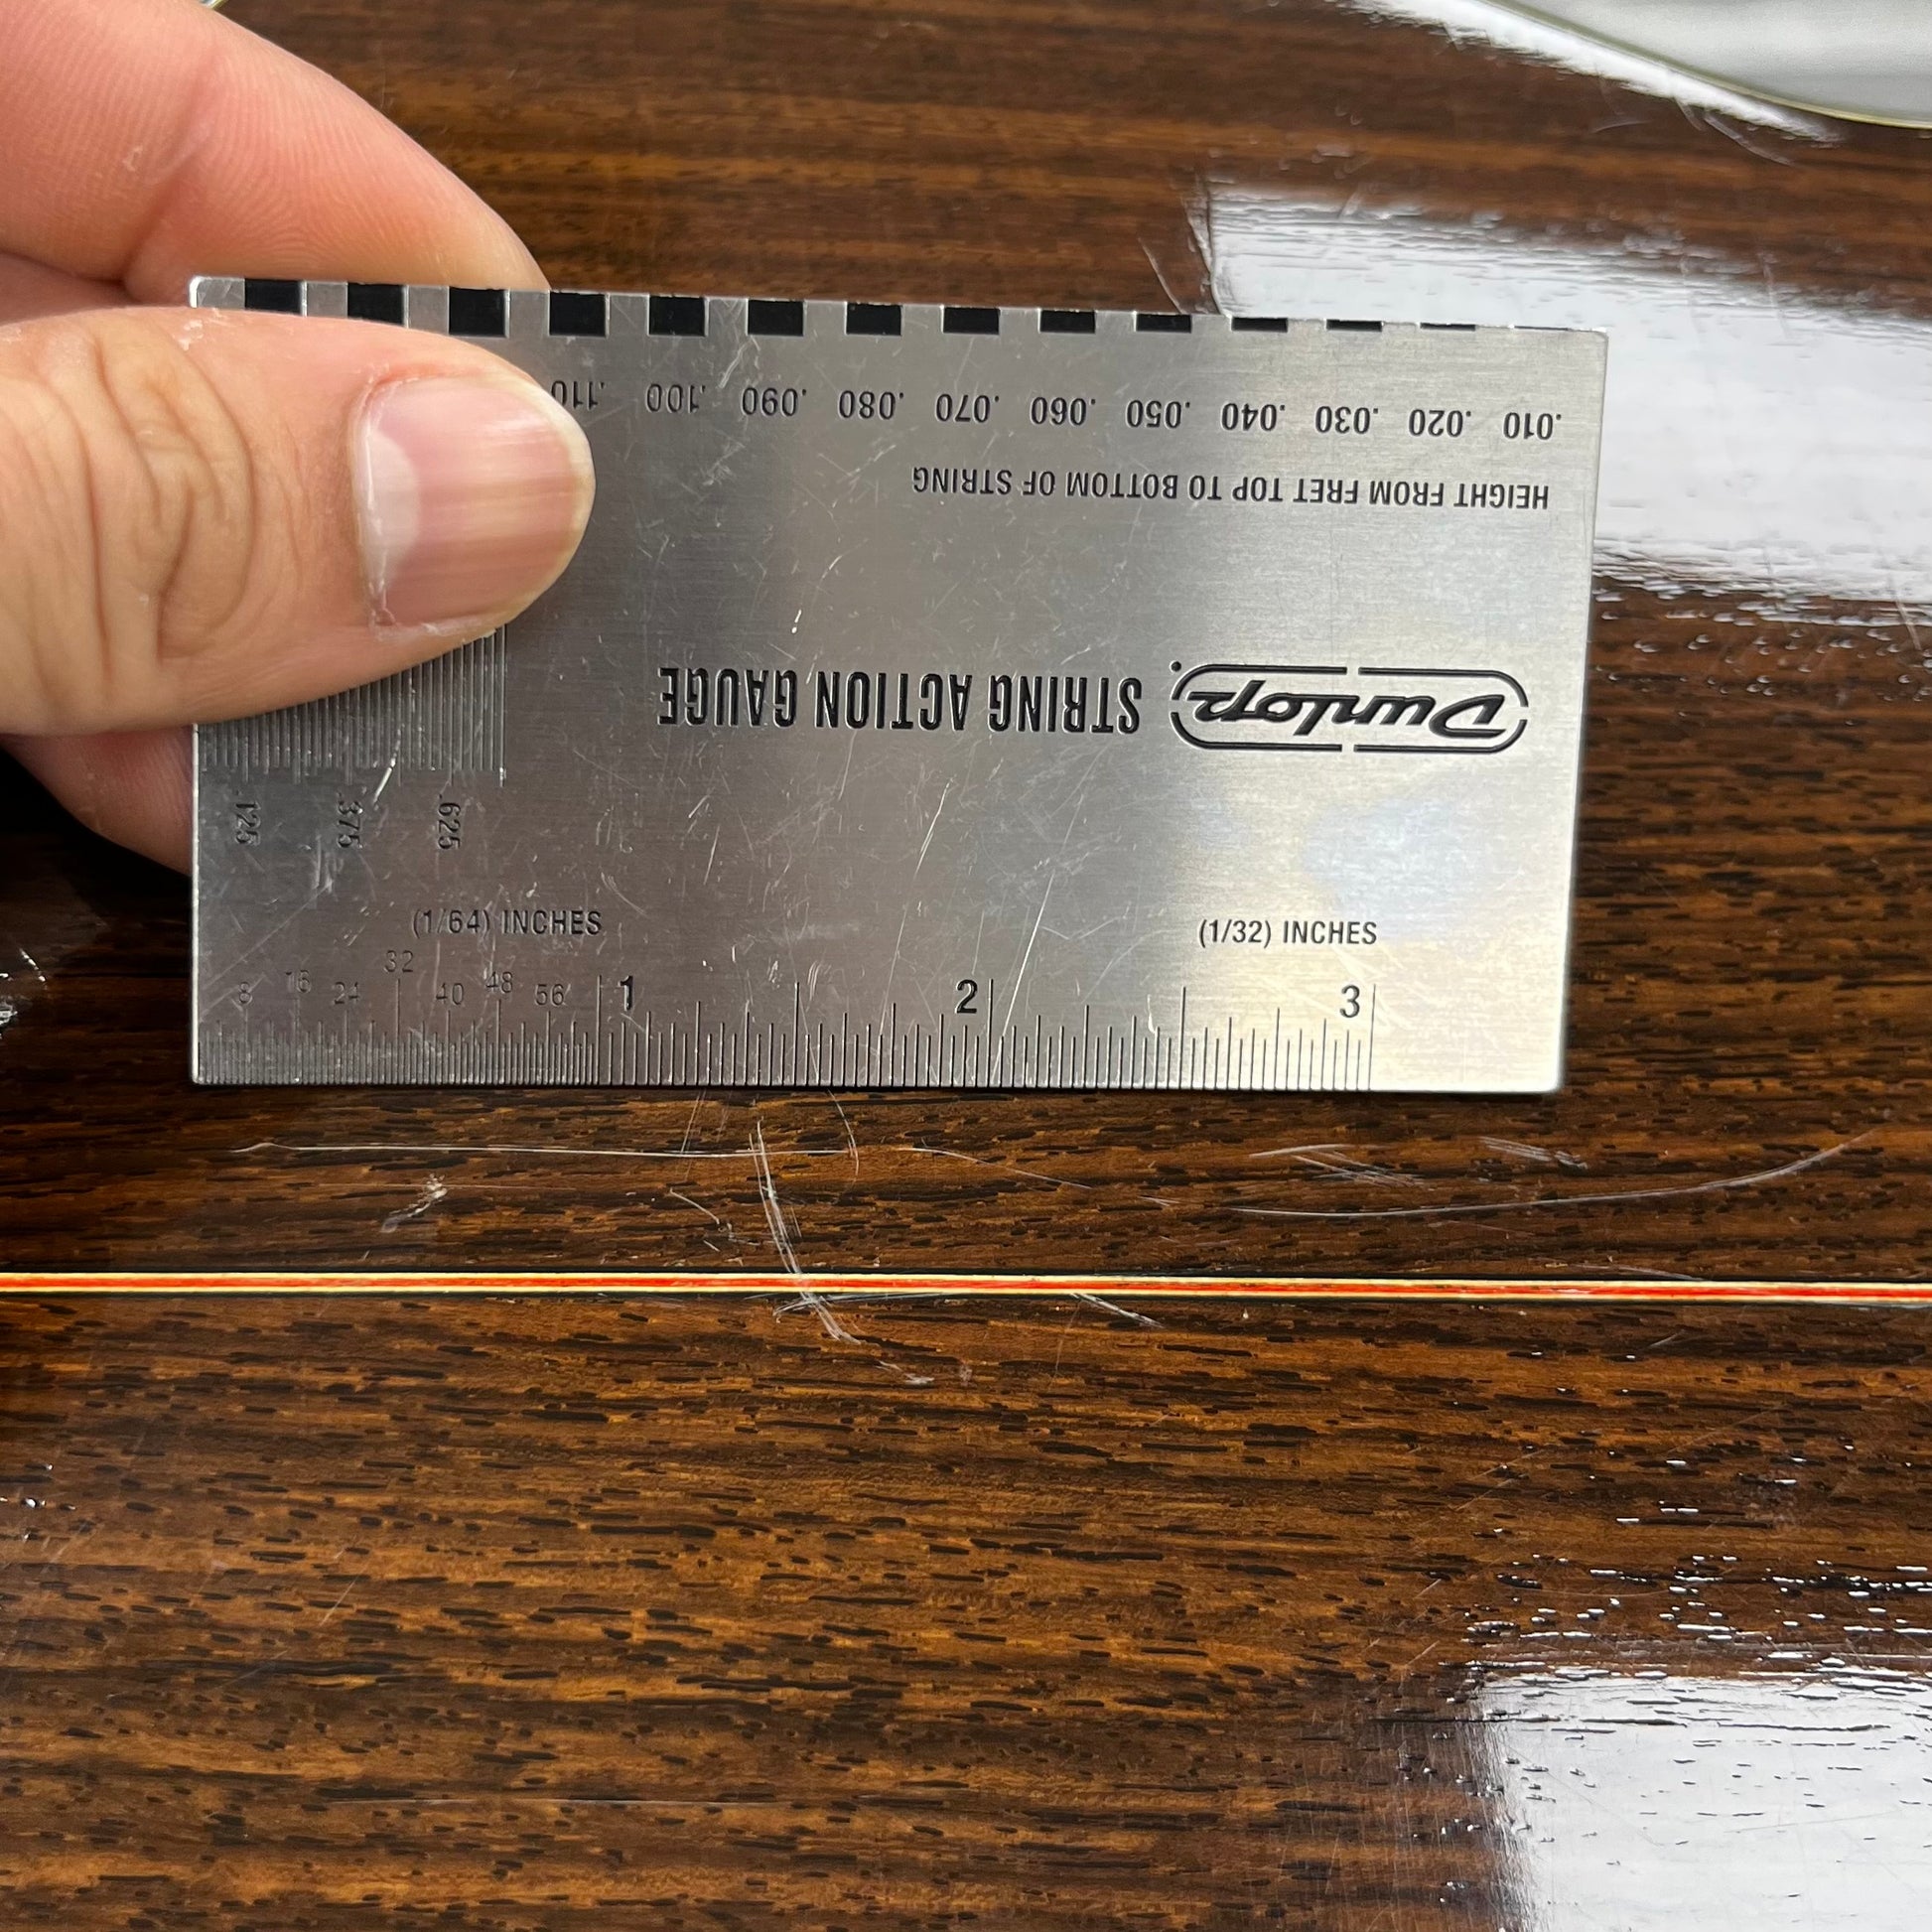 .010 .020 .030 .040 .050 .060 .070 .080 .090 .100 .110
HEIGHT FROM FRET TOP TO BOTTOM OF STRING
Dunlop STRING ACTION GAUGE
.125 .375 .625
(1/64) INCHES (1/32) INCHES
8 16 24 32 40 48 56 1 2 3